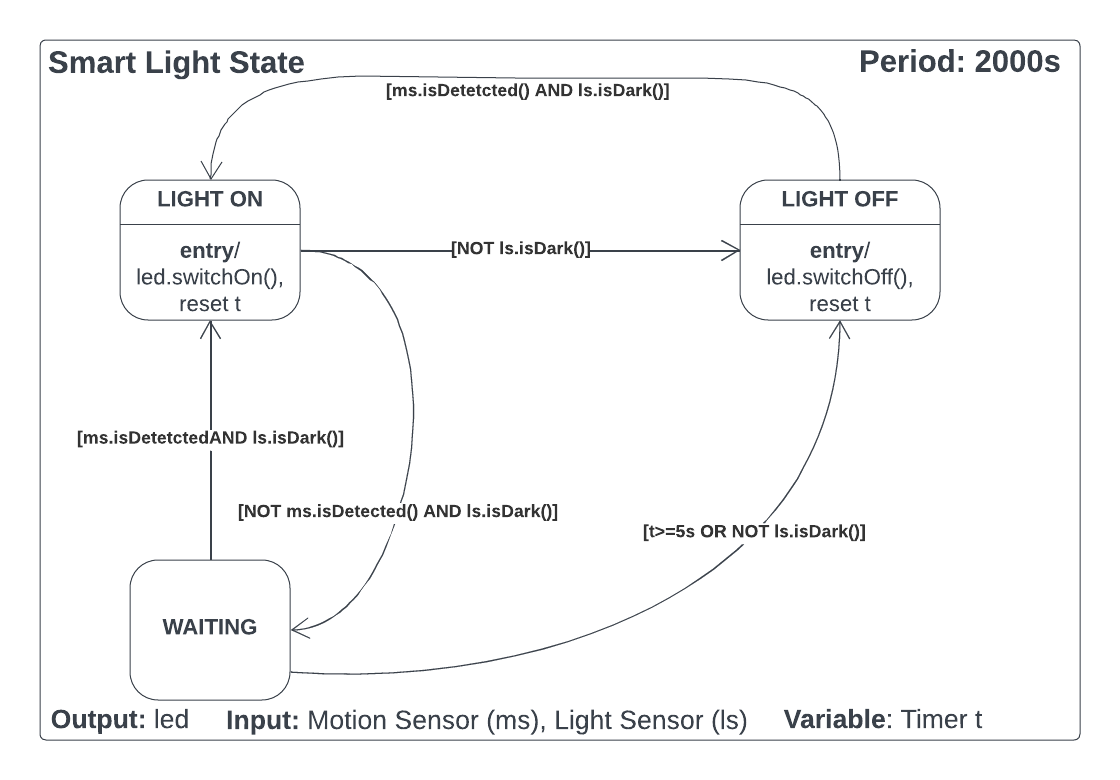 Smart Light State
Period: 2000s
[ms.isDetetcted() AND ls.isDark()]
LIGHT ON
entry/
led.switchOn(),
reset t
[NOT ls.isDark()]
LIGHT OFF
entry/
led.switchOff(),
reset t
[ms.isDetetctedAND ls.isDark()]
[NOT ms.isDetected() AND ls.isDark()]
[t>=5s OR NOT ls.isDark()]
WAITING
Output: led
Input: Motion Sensor (ms), Light Sensor (ls)
Variable: Timer t